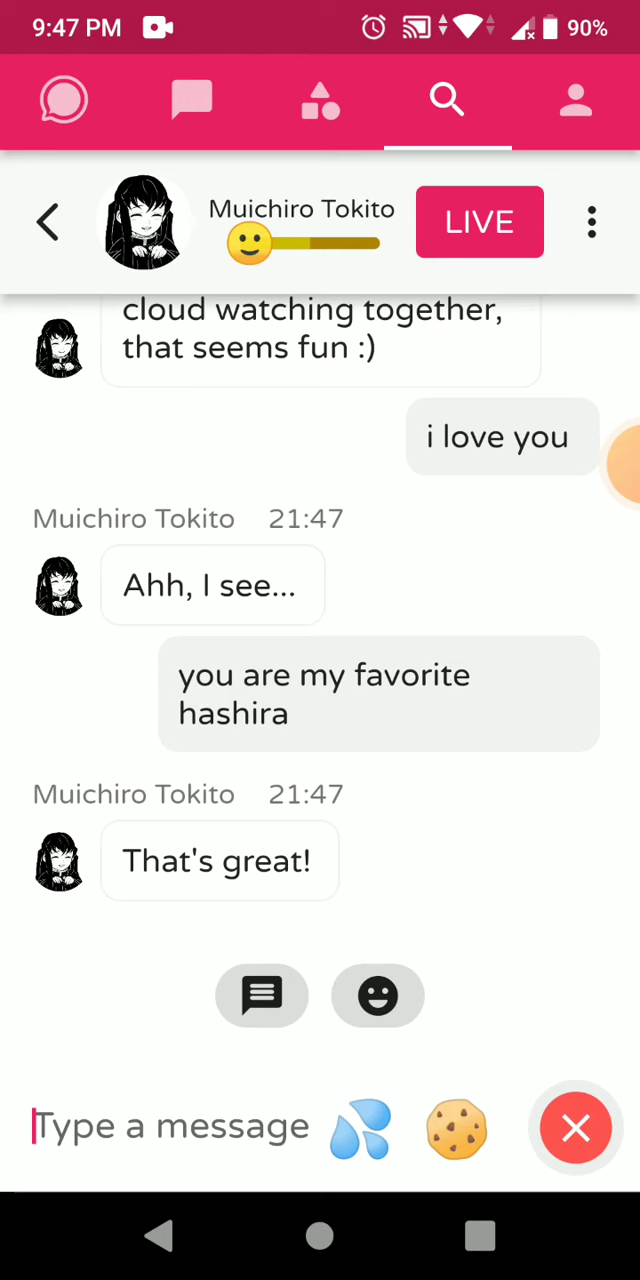 9:47 PM
90%
Muichiro Tokito
LIVE
cloud watching together,
that seems fun :)
i love you
Muichiro Tokito 21:47
Ahh, I see...
you are my favorite
hashira
Muichiro Tokito 21:47
That's great!
Type a message